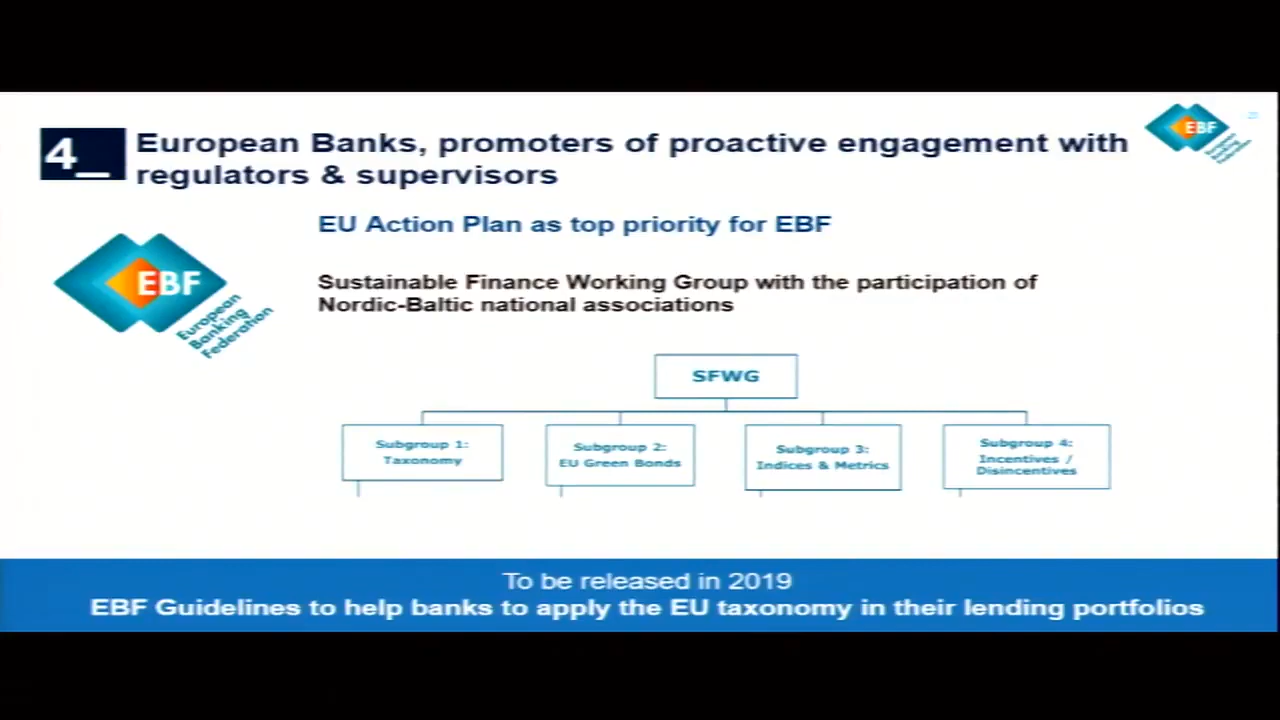 4_
European Banks, promoters of proactive engagement with
regulators & supervisors
EBF
European
Banking
Federation
EU Action Plan as top priority for EBF
EBF
European
Banking
Federation
Sustainable Finance Working Group with the participation of
Nordic-Baltic national associations
SFWG
Subgroup 1:
Taxonomy
Subgroup 2:
EU Green Bonds
Subgroup 3:
Indices & Metrics
Subgroup 4:
Incentives /
Disincentives
To be released in 2019
EBF Guidelines to help banks to apply the EU taxonomy in their lending portfolios